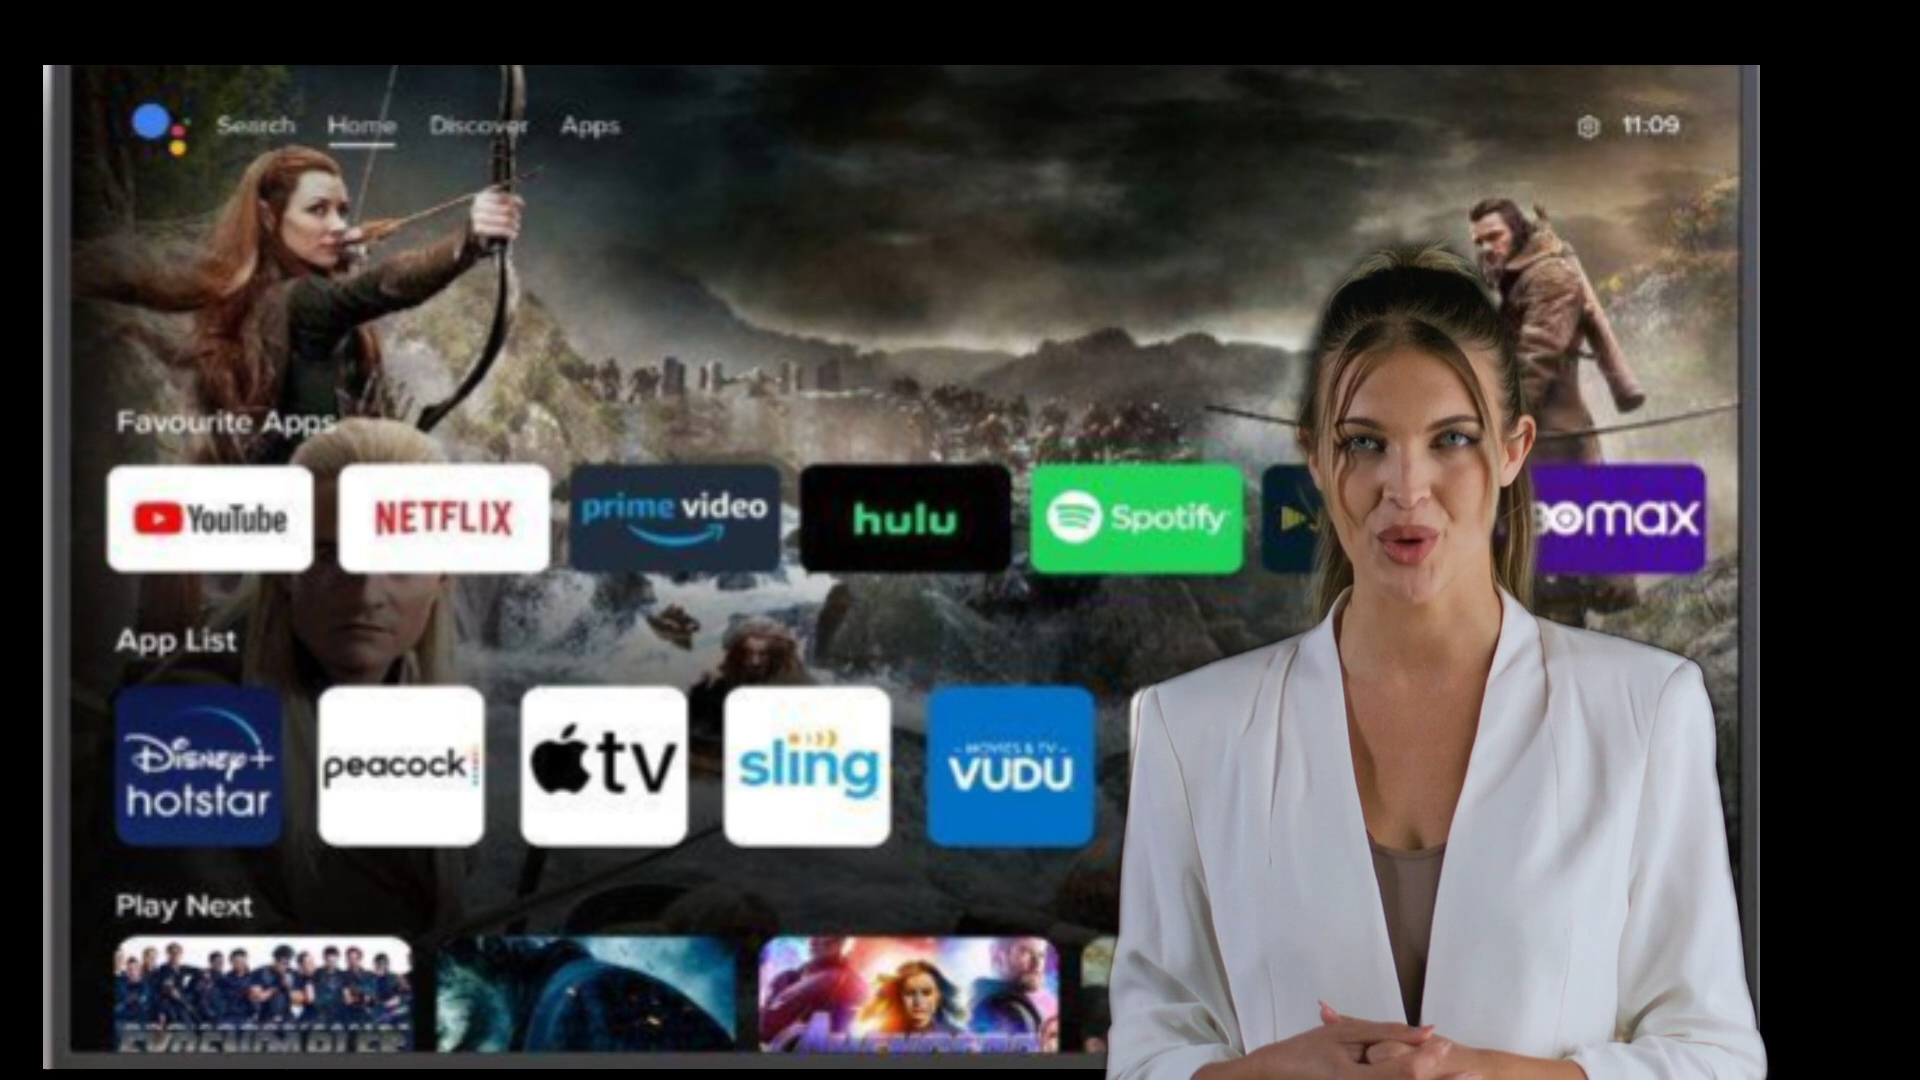 Search Home Discover Apps
11:09
Favourite Apps
YouTube
NETFLIX
prime video
hulu
Spotify
omax
App List
Disney+
hotstar
peacock
tv
sling
MOVIES & TV
VUDU
Play Next